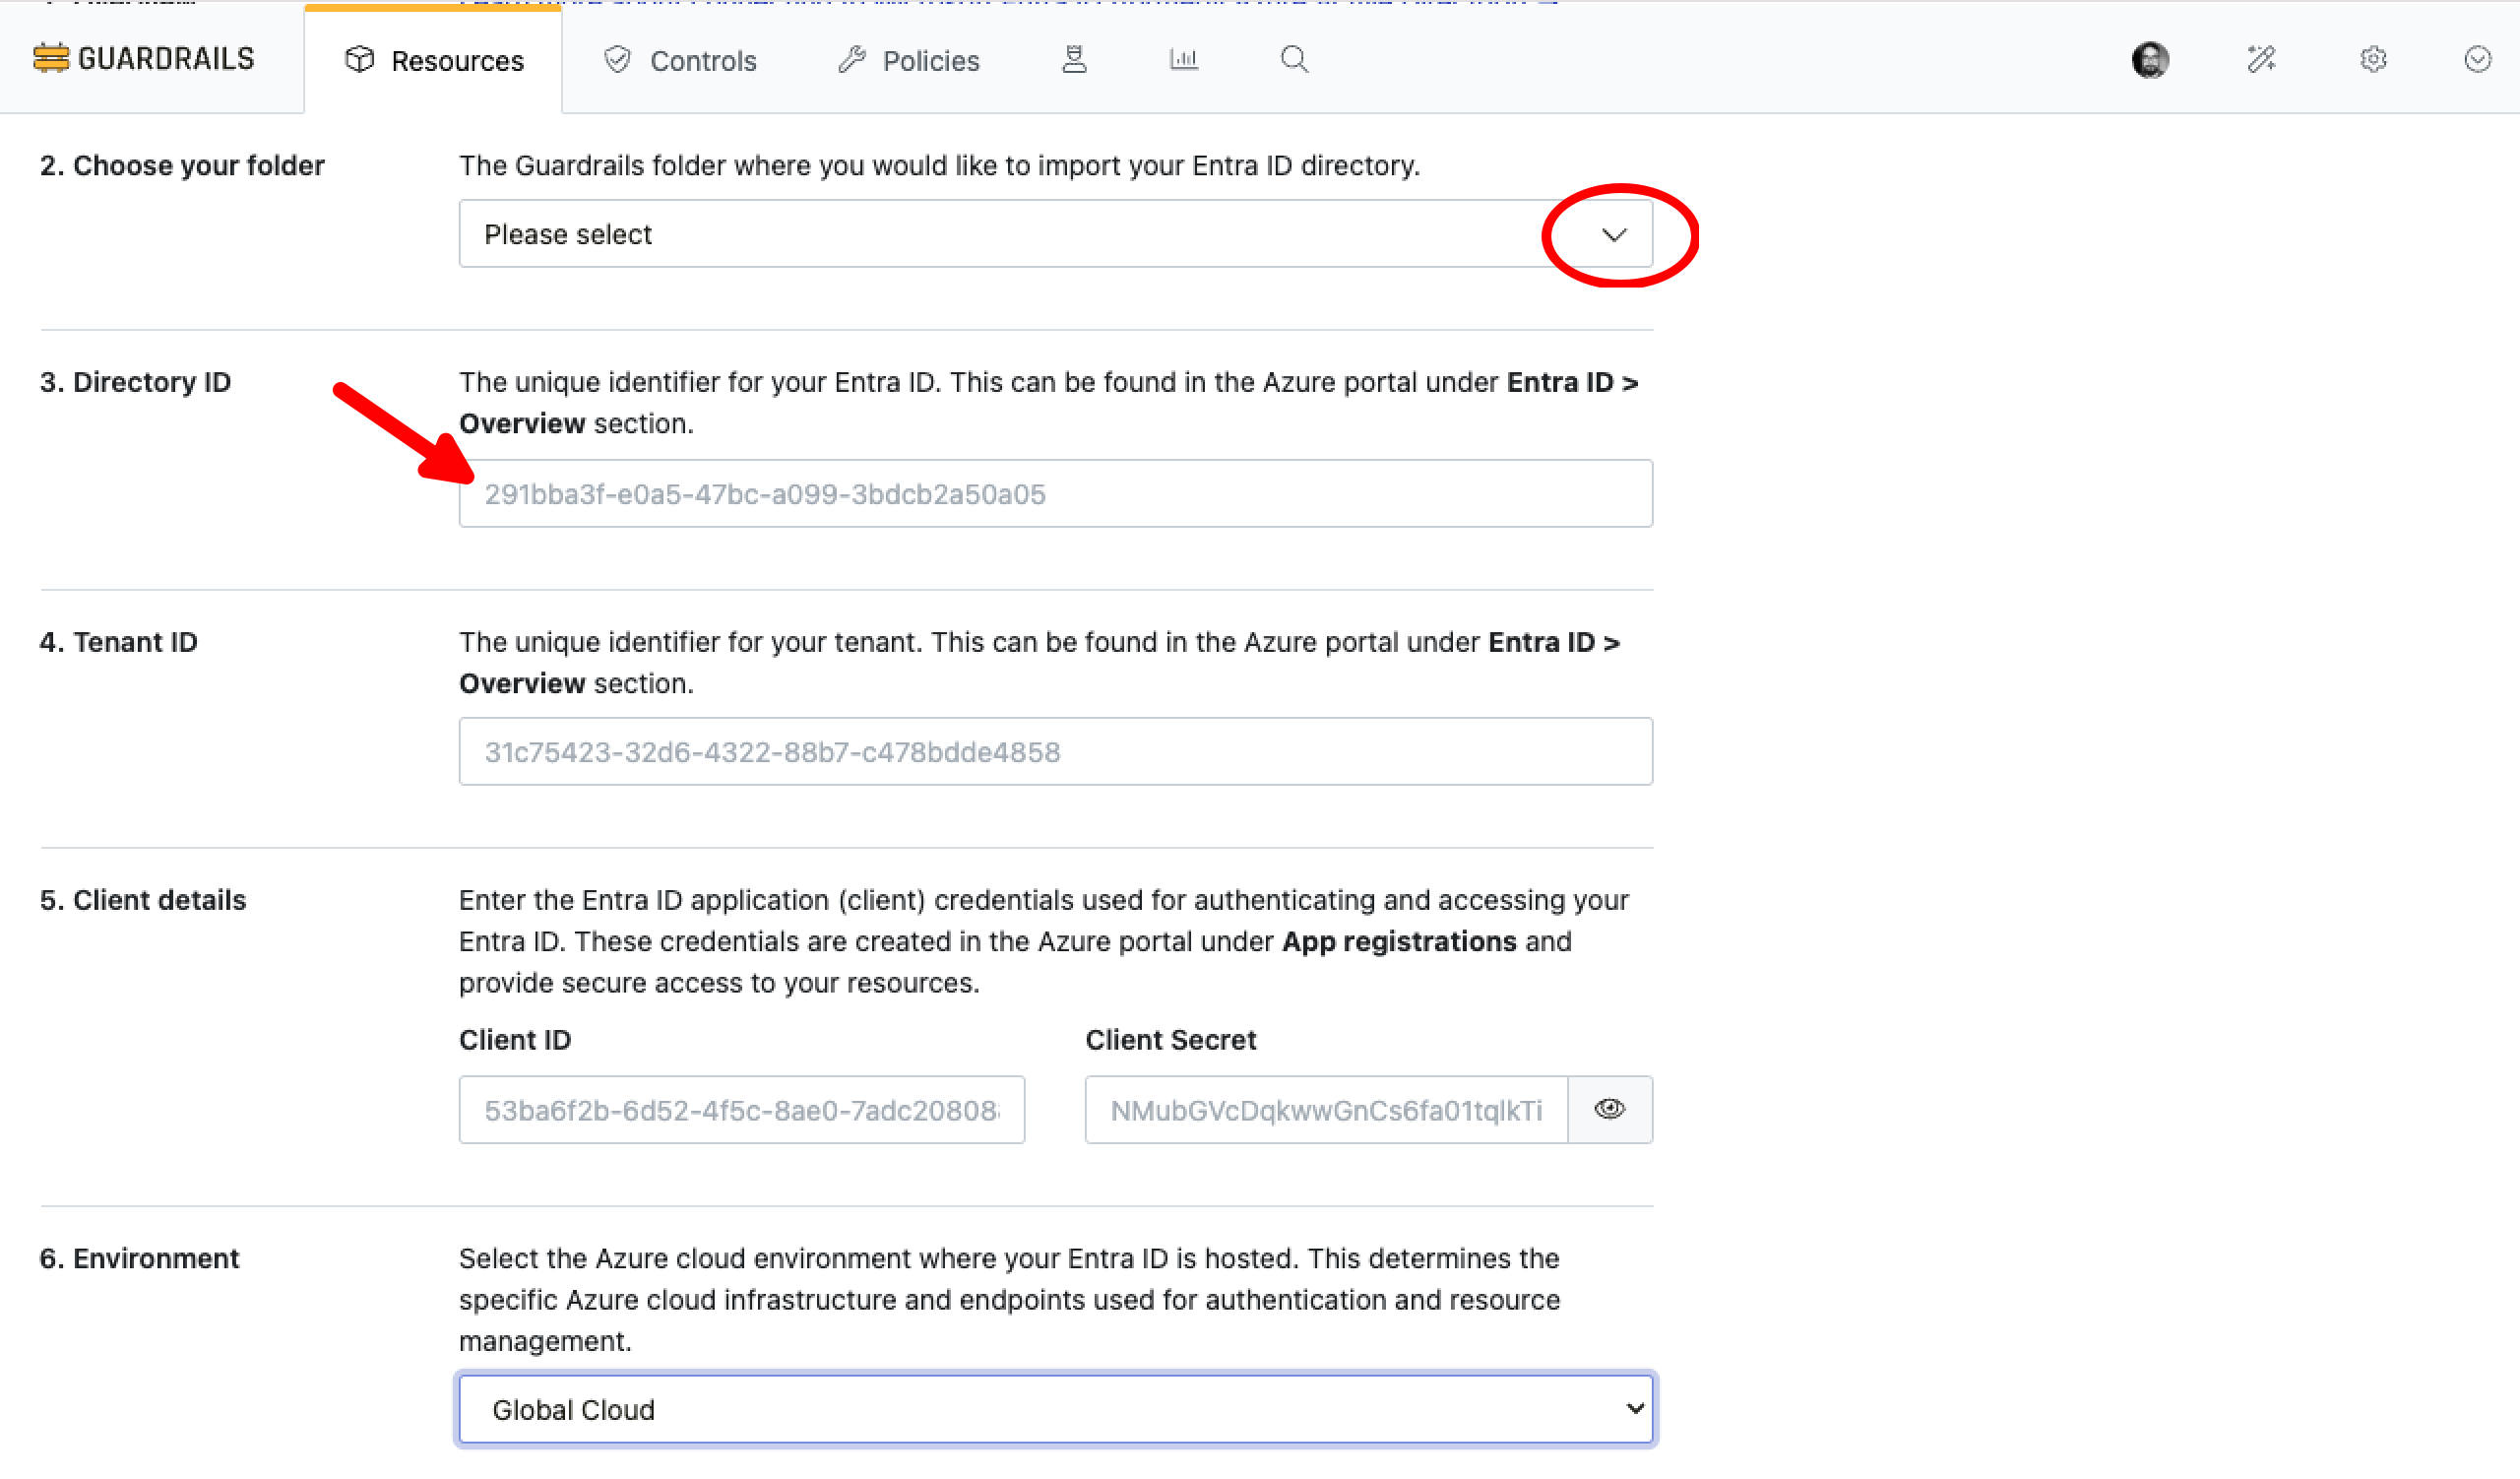 GUARDRAILS
Resources
Controls
Policies
2. Choose your folder
The Guardrails folder where you would like to import your Entra ID directory.
Please select
3. Directory ID
The unique identifier for your Entra ID. This can be found in the Azure portal under Entra ID >
Overview section.
291bba3f-e0a5-47bc-a099-3bdcb2a50a05
4. Tenant ID
The unique identifier for your tenant. This can be found in the Azure portal under Entra ID >
Overview section.
31c75423-32d6-4322-88b7-c478bdde4858
5. Client details
Enter the Entra ID application (client) credentials used for authenticating and accessing your
Entra ID. These credentials are created in the Azure portal under App registrations and
provide secure access to your resources.
Client ID
Client Secret
53ba6f2b-6d52-4f5c-8ae0-7adc20808
NMubGVcDqkwwGnCs6fa01tqlkTi
6. Environment
Select the Azure cloud environment where your Entra ID is hosted. This determines the
specific Azure cloud infrastructure and endpoints used for authentication and resource
management.
Global Cloud